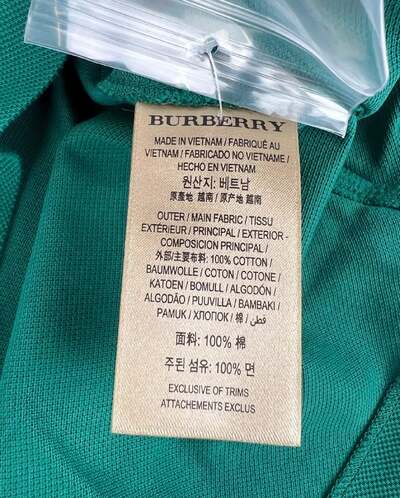 BURBERRY
MADE IN VIETNAM / FABRIQUÉ AU
VIETNAM / FABRICADO NO VIETNAME /
HECHO EN VIETNAM
원산지: 베트남
原產地 越南 / 原产地 越南
OUTER / MAIN FABRIC / TISSU
EXTÉRIEUR / PRINCIPAL / EXTERIOR -
COMPOSICIÓN PRINCIPAL /
外部/主要布料: 100% COTTON /
BAUMWOLLE / COTON / COTONE /
KATOEN / BOMULL / ALGODÓN /
ALGODÃO / PUUVILLA / BAMBAKI /
PAMUK / ХЛОПОК / 棉 / قطن
面料: 100% 棉
주된 섬유: 100% 면
EXCLUSIVE OF TRIMS
ATTACHEMENTS EXCLUS